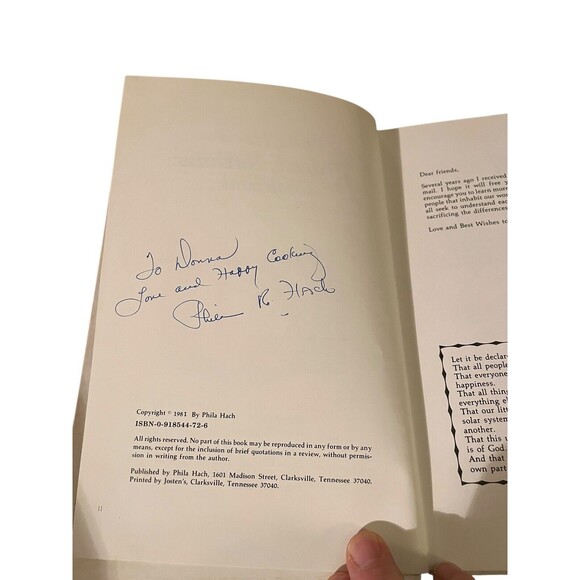 To Donna
Love and Happy Cooking
Phila R Hach
Copyright © 1981 By Phila Hach
ISBN-0-918544-72-6
All rights reserved. No part of this book may be reproduced in any form or by any
means, except for the inclusion of brief quotations in a review, without permis-
sion in writing from the author.
Published by Phila Hach, 1601 Madison Street, Clarksville, Tennessee 37040.
Printed by Josten's, Clarksville, Tennessee 37040.
II
Dear friends,
Several years ago I received
mail. I hope it will free
encourage you to learn more
people that inhabit our
all seek to understand
sacrificing the differences
Love and Best Wishes to
Let it be
That all people
That everyone
happiness.
That all
everything
That our
solar
another.
That this
is of God.
And that
own part